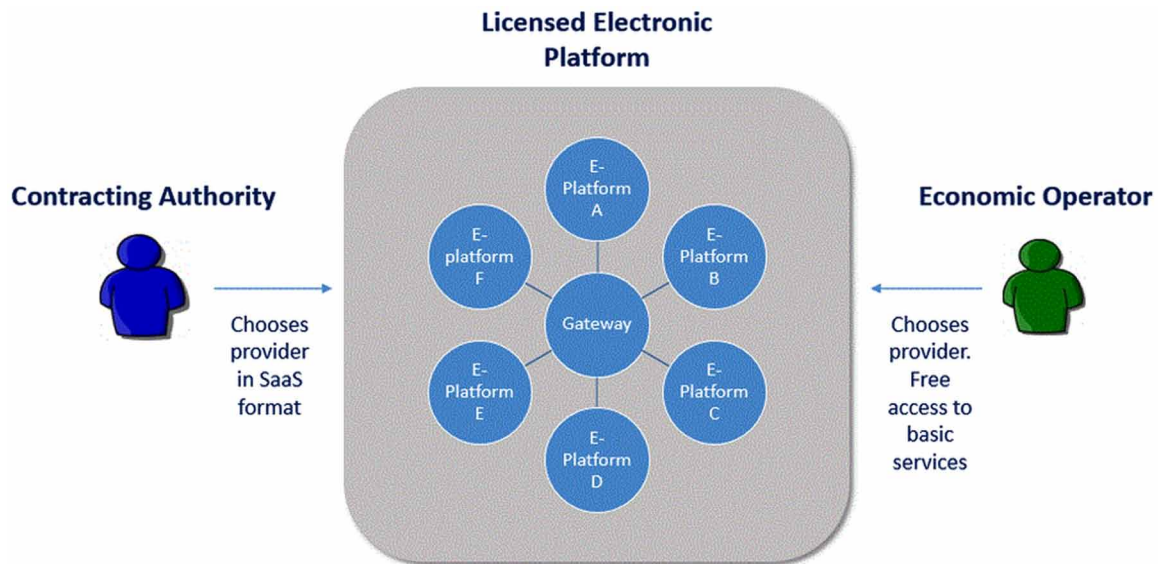 Licensed Electronic
Platform
Contracting Authority
Economic Operator
E-
Platform
A
E-
platform
F
E-
Platform
B
Gateway
E-
Platform
E
E-
Platform
C
E-
Platform
D
Chooses
provider
in SaaS
format
Chooses
provider.
Free
access to
basic
services